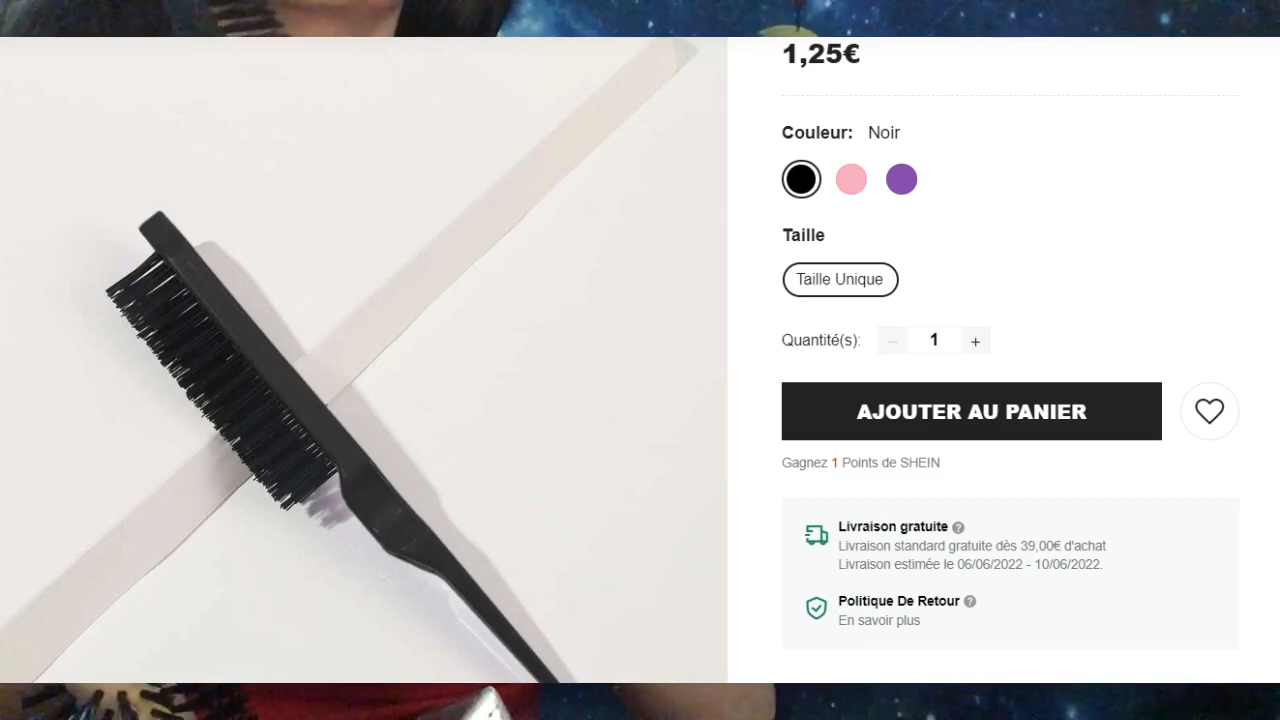 1,25€
Couleur: Noir
Taille
Taille Unique
Quantité(s): − 1 +
AJOUTER AU PANIER
Gagnez 1 Points de SHEIN
Livraison gratuite ?
Livraison standard gratuite dès 39,00€ d'achat
Livraison estimée le 06/06/2022 - 10/06/2022.
Politique De Retour ?
En savoir plus